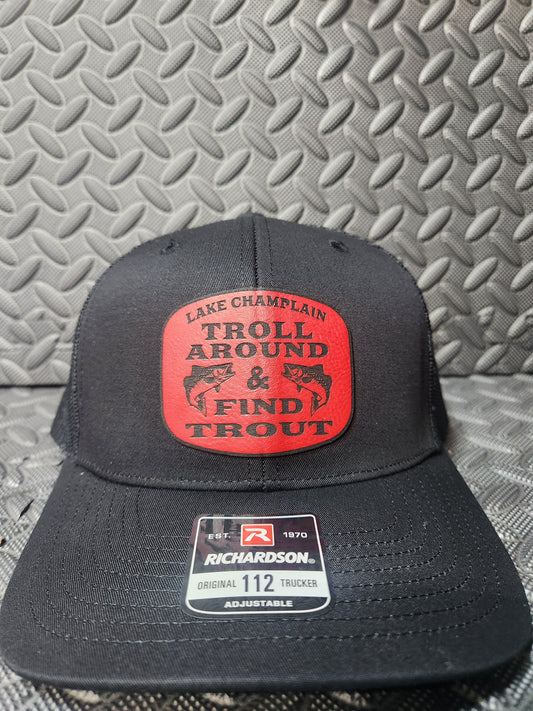 LAKE CHAMPLAIN
TROLL
AROUND
&
FIND
TROUT
EST. R 1970
RICHARDSON®
ORIGINAL 112 TRUCKER
ADJUSTABLE